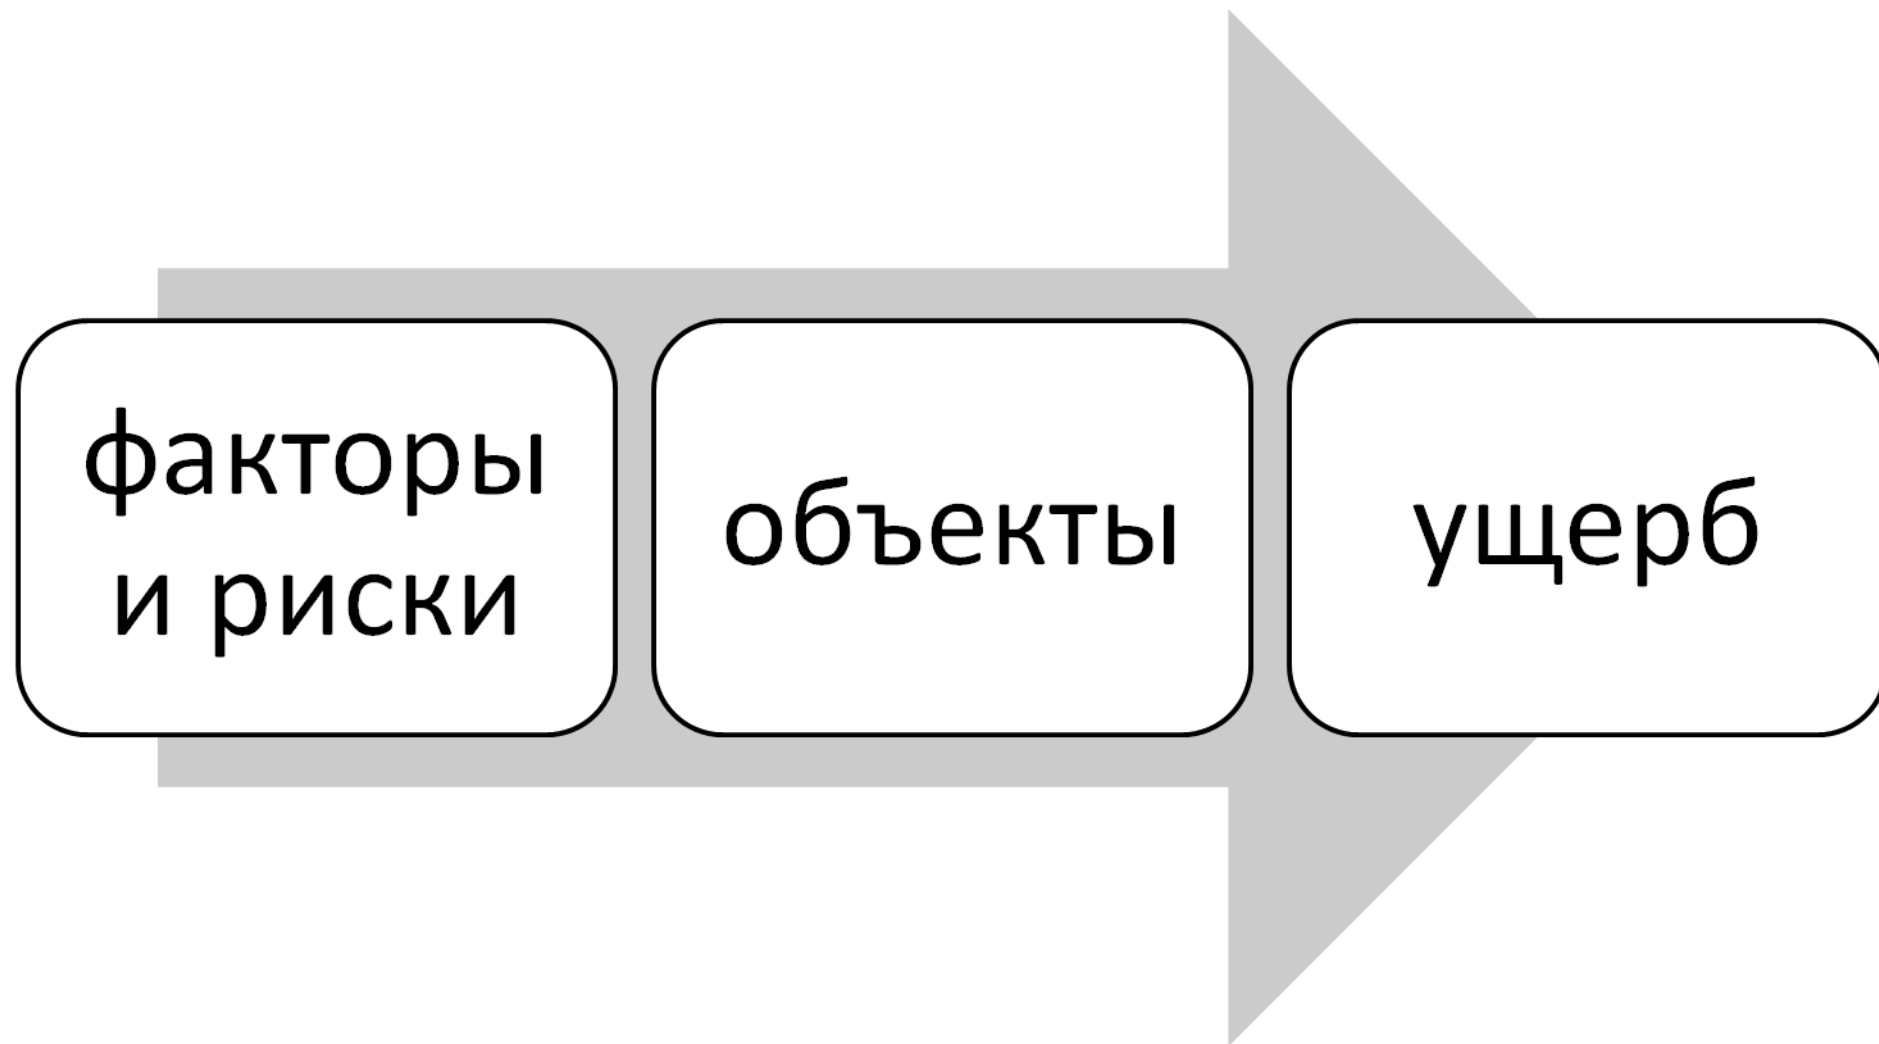 факторы
и риски
объекты
ущерб